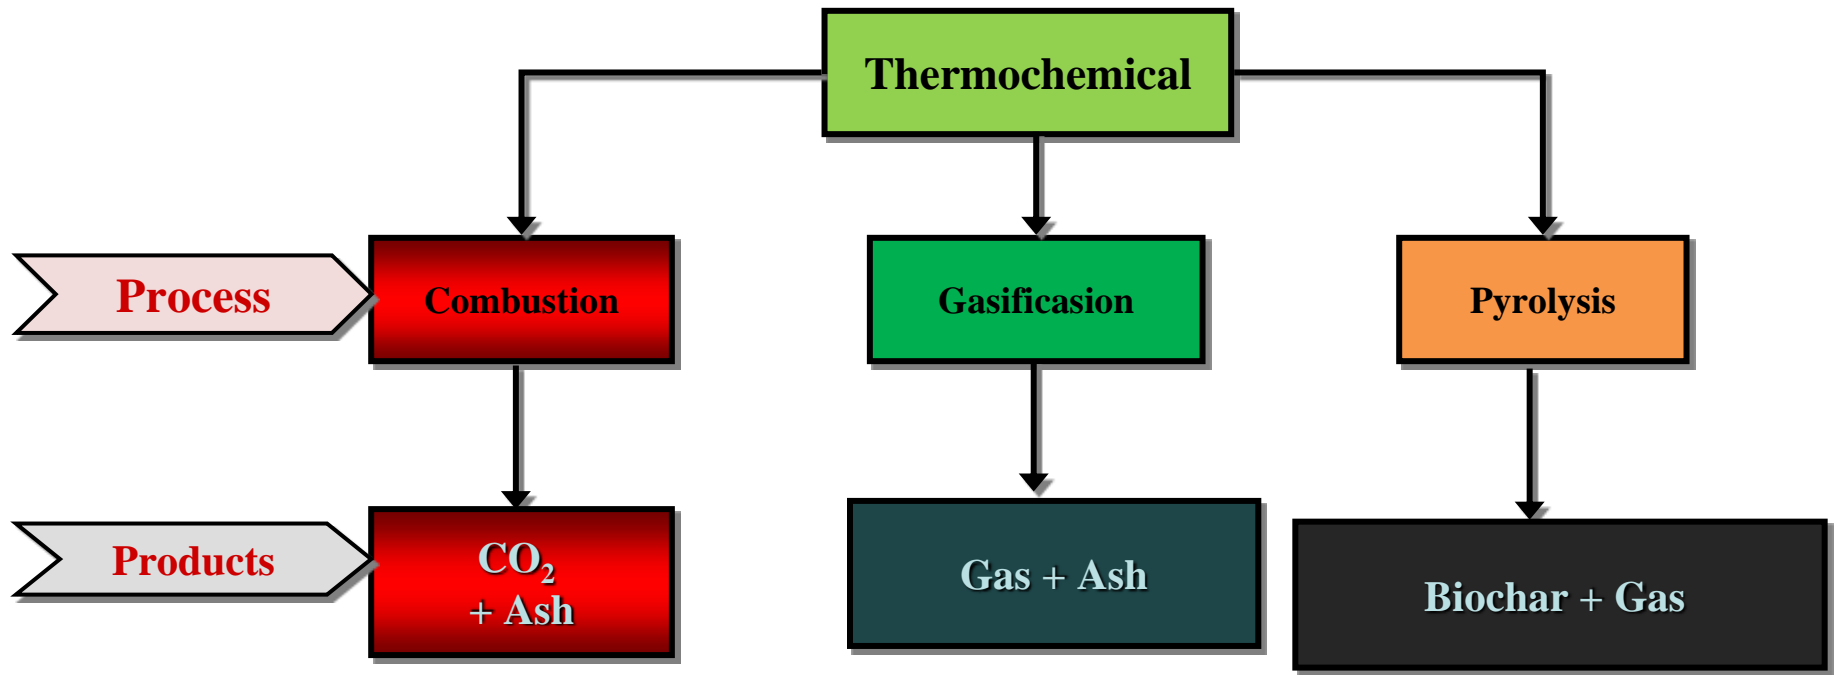 Thermochemical
Process
Combustion
Gasificasion
Pyrolysis
Products
CO₂
+ Ash
Gas + Ash
Biochar + Gas